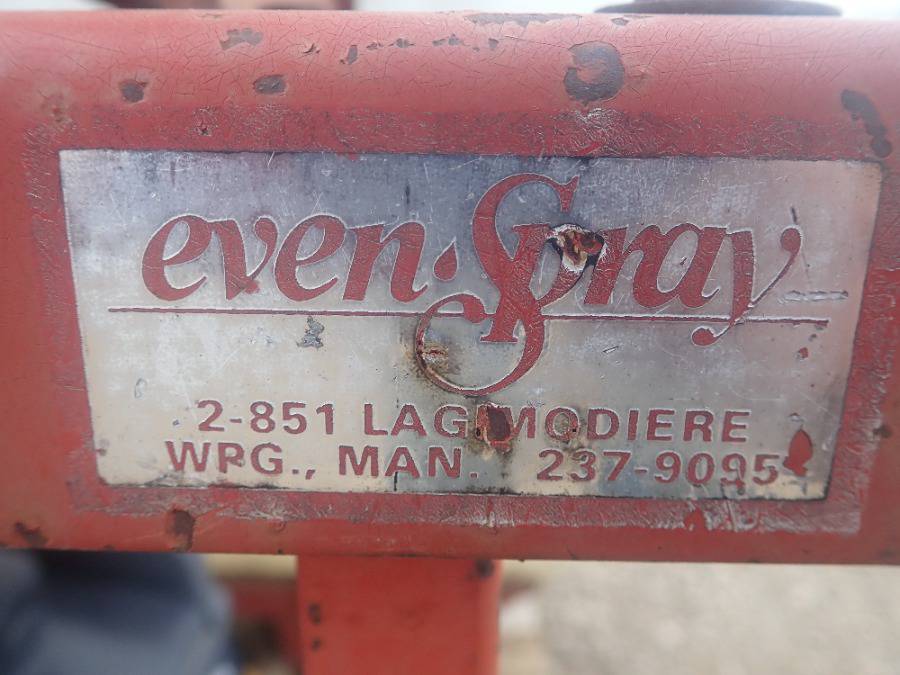 even Spray
2-851 LAGIMODIERE
WPG., MAN. 237-9095